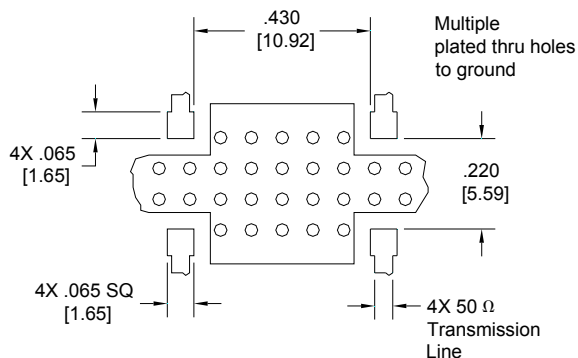 .430
[10.92]
Multiple
plated thru holes
to ground
4X .065
[1.65]
.220
[5.59]
4X .065 SQ
[1.65]
4X 50 Ω
Transmission
Line